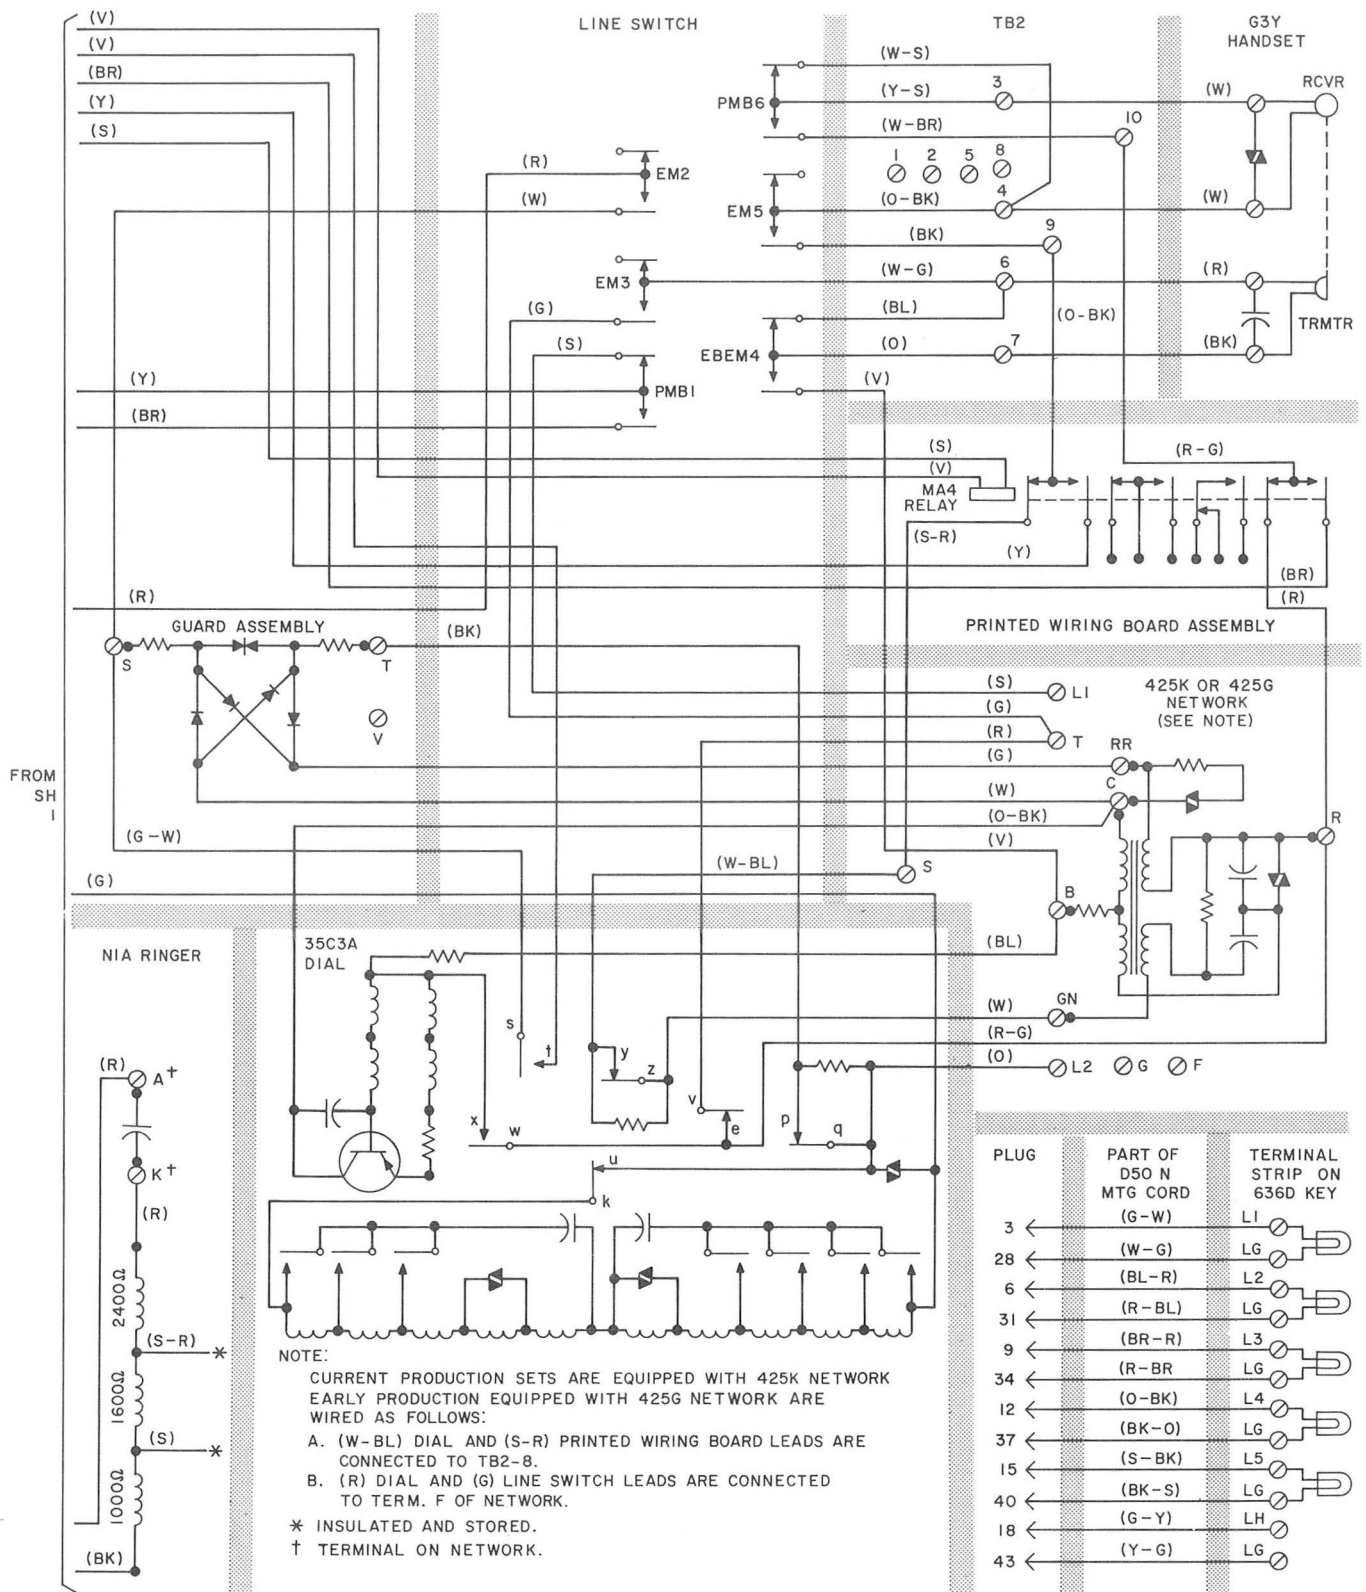 (V)
(V)
(BR)
(Y)
(S)
LINE SWITCH
TB2
G3Y
HANDSET
(W-S)
PMB6
(Y-S)
3
(W)
RCVR
(W-BR)
10
1
2
5
8
(R)
EM2
(W)
EM5
(O-BK)
4
(W)
(BK)
9
EM3
(W-G)
6
(R)
(G)
(BL)
(O-BK)
TRMTR
(S)
EBEM4
(O)
7
(BK)
(Y)
PMB1
(V)
(BR)
(S)
(V)
(R-G)
MA4
RELAY
(S-R)
(Y)
(BR)
(R)
(R)
GUARD ASSEMBLY
(BK)
PRINTED WIRING BOARD ASSEMBLY
S
T
V
(S)
L1
425K OR 425G
NETWORK
(SEE NOTE)
(G)
(R)
T
(G)
RR
FROM
SH
1
(W)
C
(O-BK)
(G-W)
(V)
R
(W-BL)
S
(G)
B
(BL)
N1A RINGER
35C3A
DIAL
(W)
GN
(R-G)
(O)
L2
G
F
s
t
y
z
v
e
x
w
p
q
u
k
(R)
A†
K†
(R)
2400Ω
(S-R)
*
1600Ω
(S)
*
1000Ω
(BK)
PLUG
PART OF
D50 N
MTG CORD
TERMINAL
STRIP ON
636D KEY
3 (G-W) L1
28 (W-G) LG
6 (BL-R) L2
31 (R-BL) LG
9 (BR-R) L3
34 (R-BR LG
12 (O-BK) L4
37 (BK-O) LG
15 (S-BK) L5
40 (BK-S) LG
18 (G-Y) LH
43 (Y-G) LG
NOTE:
CURRENT PRODUCTION SETS ARE EQUIPPED WITH 425K NETWORK
EARLY PRODUCTION EQUIPPED WITH 425G NETWORK ARE
WIRED AS FOLLOWS:
A. (W-BL) DIAL AND (S-R) PRINTED WIRING BOARD LEADS ARE
CONNECTED TO TB2-8.
B. (R) DIAL AND (G) LINE SWITCH LEADS ARE CONNECTED
TO TERM. F OF NETWORK.
* INSULATED AND STORED.
† TERMINAL ON NETWORK.